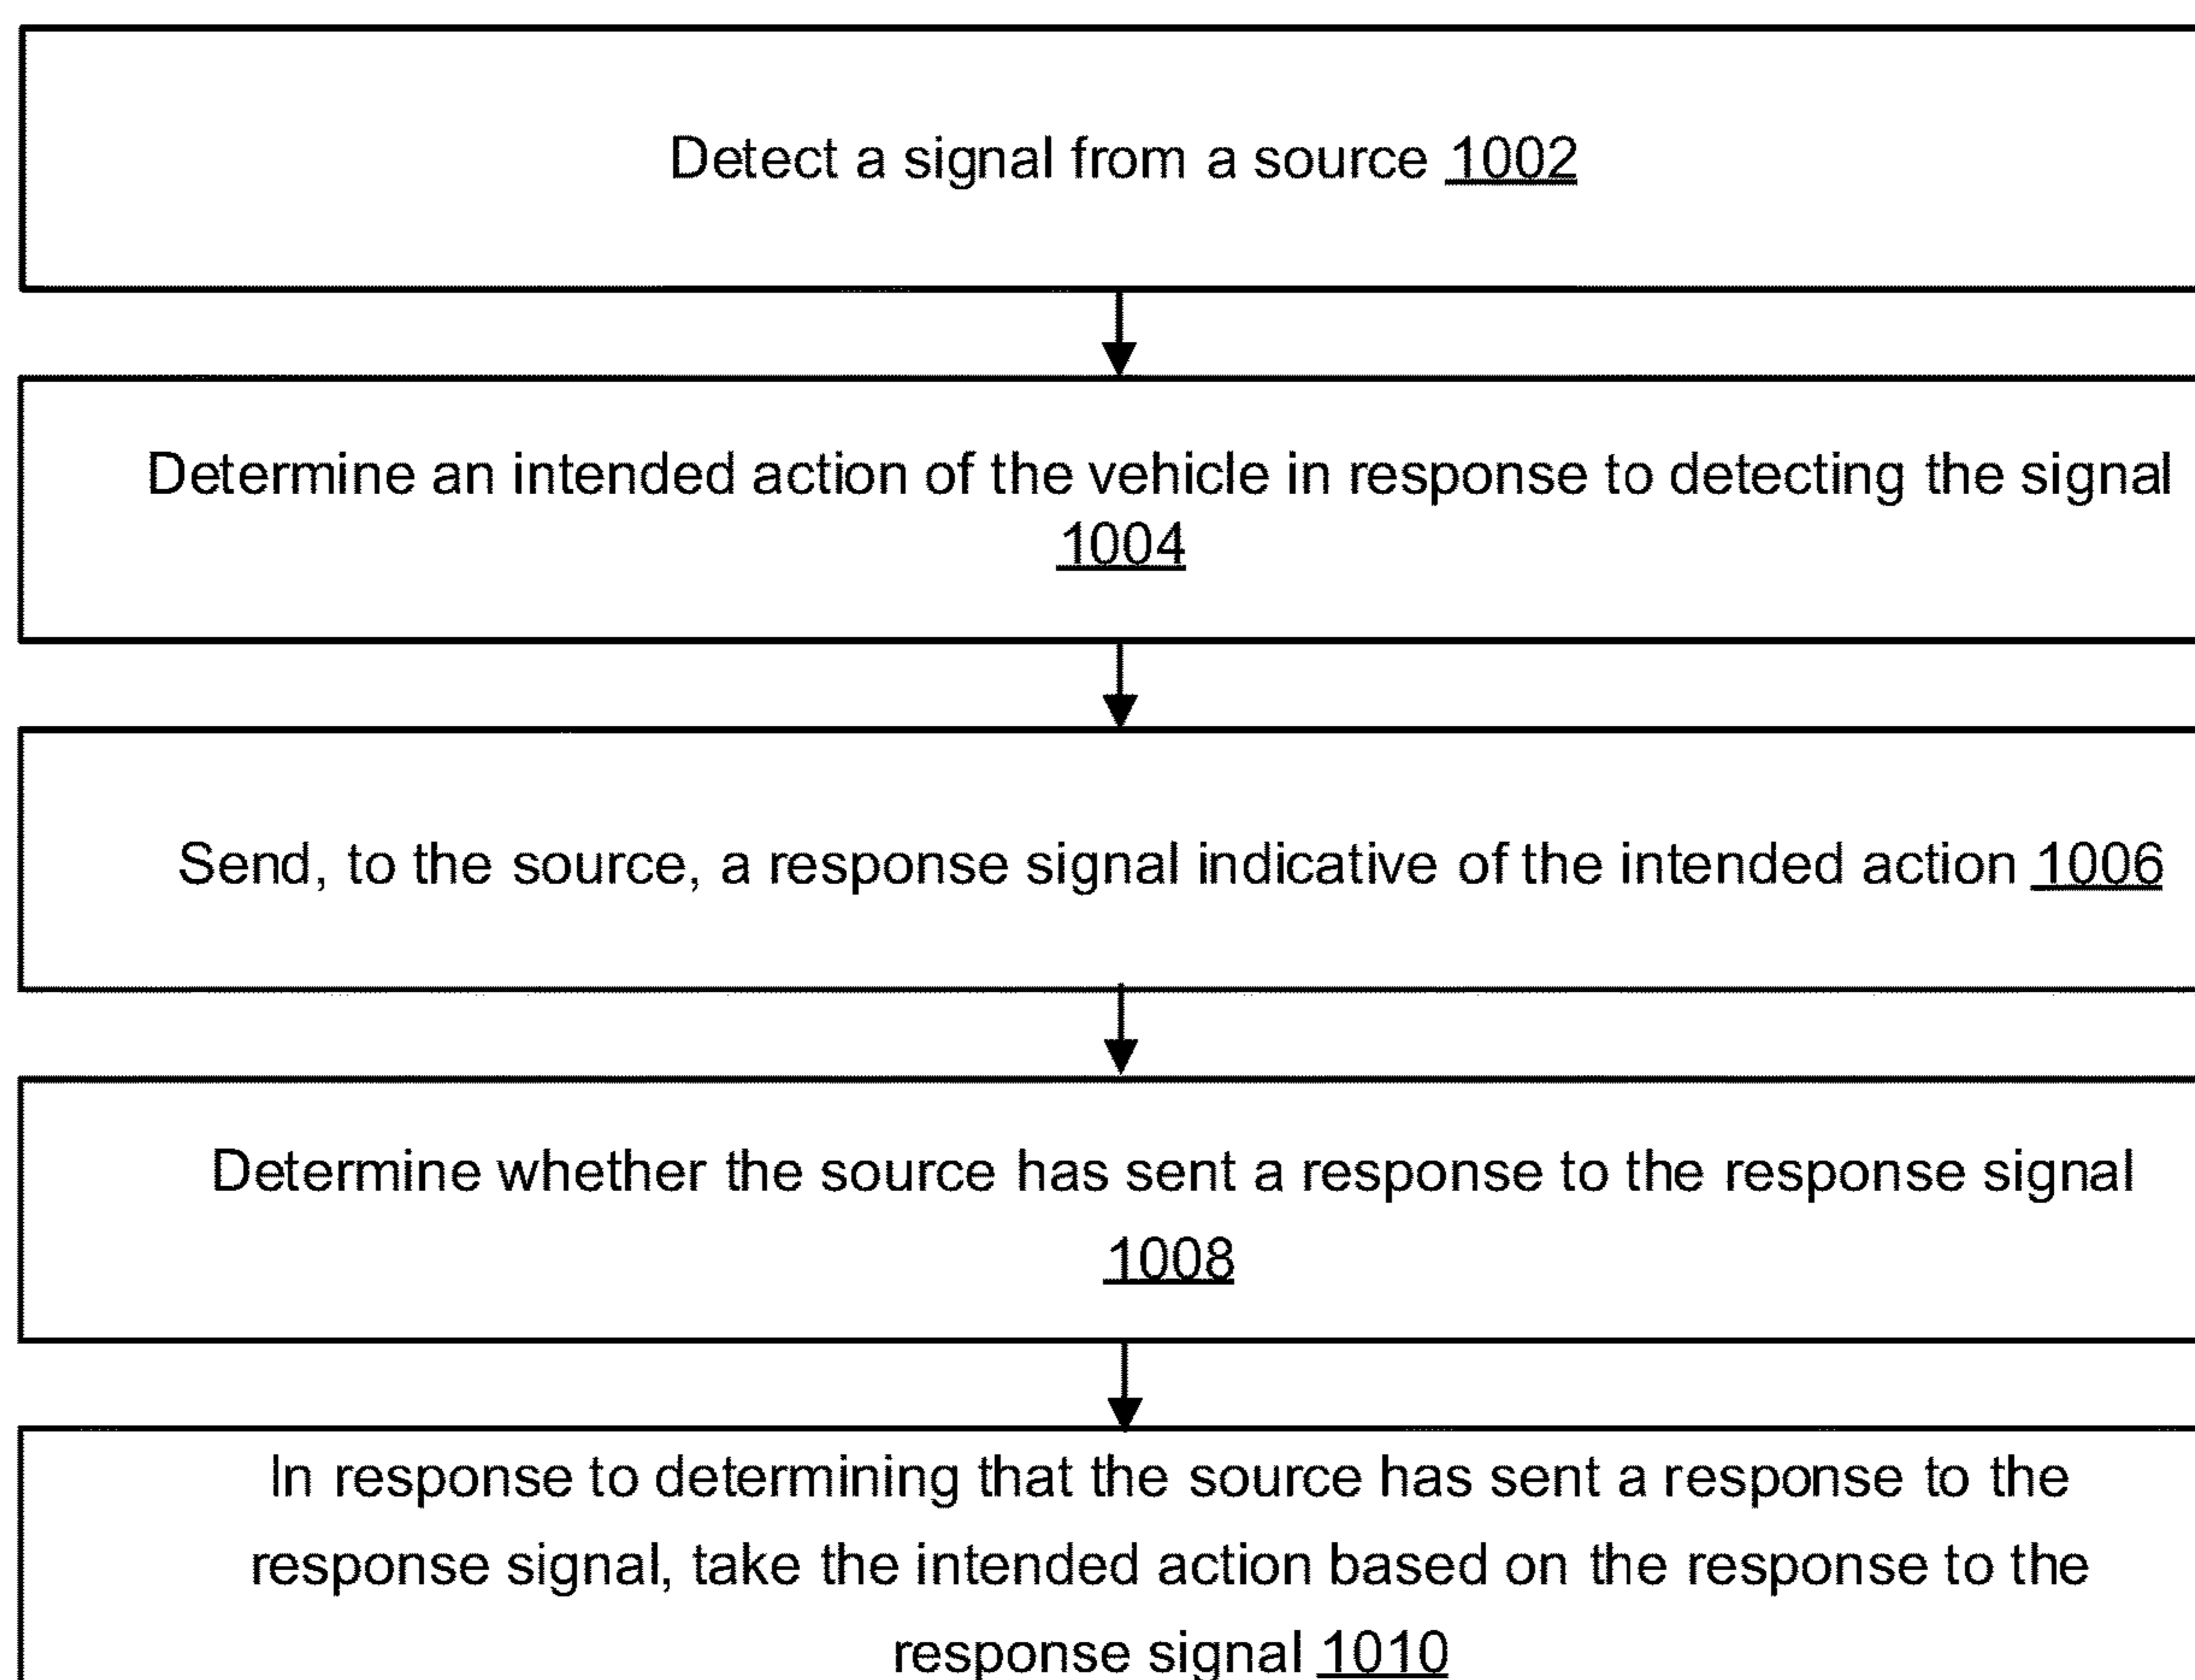 Detect a signal from a source 1002
Determine an intended action of the vehicle in response to detecting the signal
1004
Send, to the source, a response signal indicative of the intended action 1006
Determine whether the source has sent a response to the response signal
1008
In response to determining that the source has sent a response to the
response signal, take the intended action based on the response to the
response signal 1010